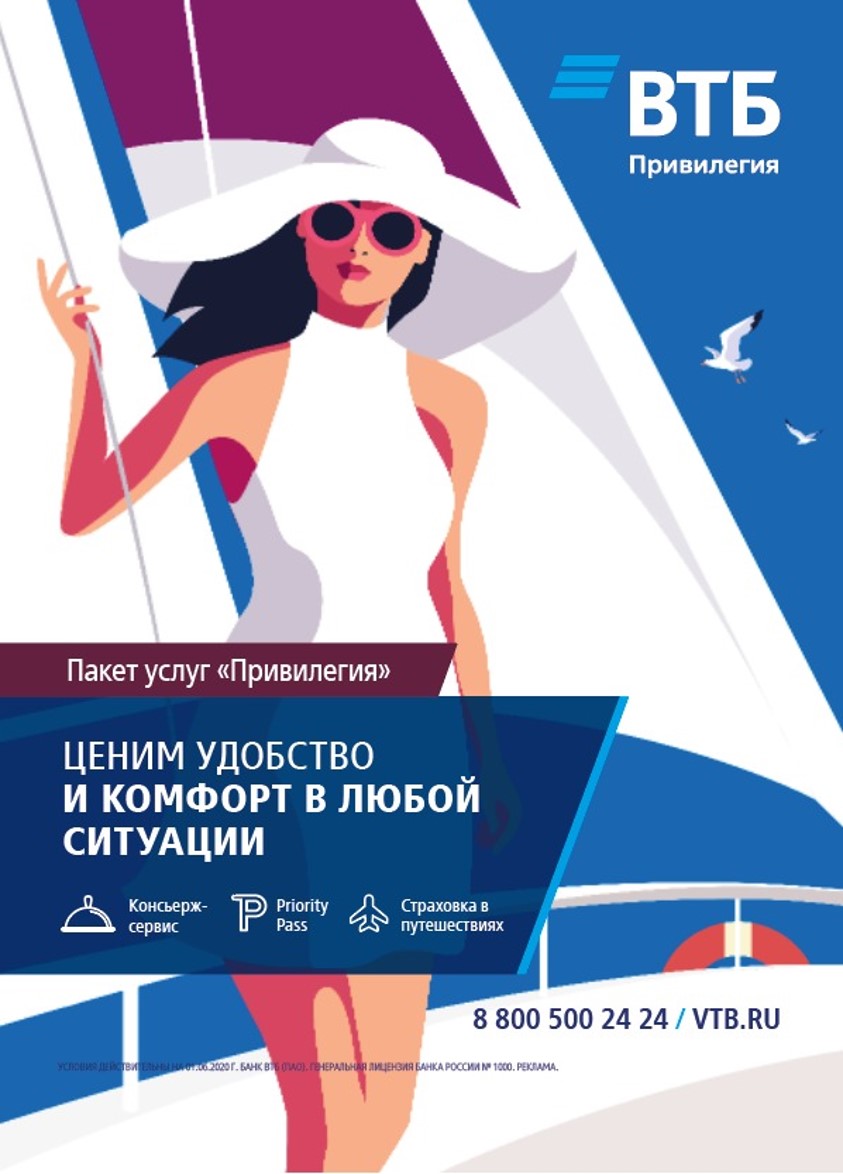 ВТБ
Привилегия
Пакет услуг «Привилегия»
ЦЕНИМ УДОБСТВО
И КОМФОРТ В ЛЮБОЙ
СИТУАЦИИ
Консьерж-
сервис
Priority
Pass
Страховка в
путешествиях
8 800 500 24 24 / VTB.RU
УСЛОВИЯ ДЕЙСТВИТЕЛЬНЫ НА 01.06.2020 Г. БАНК ВТБ (ПАО). ГЕНЕРАЛЬНАЯ ЛИЦЕНЗИЯ БАНКА РОССИИ № 1000. РЕКЛАМА.